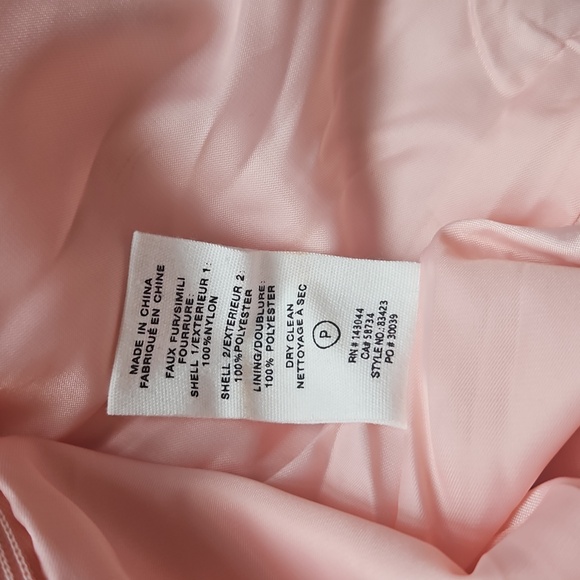 MADE IN CHINA
FABRIQUÉ EN CHINE
FAUX FUR/SIMILI
FOURRURE:
SHELL 1/EXTERIEUR 1:
100%NYLON
SHELL 2/EXTERIEUR 2:
100%POLYESTER
LINING/DOUBLURE:
100% POLYESTER
DRY CLEAN
NETTOYAGE À SEC
P
RN# 143044
CA# 58734
STYLE NO.: 83423
PO# 30039